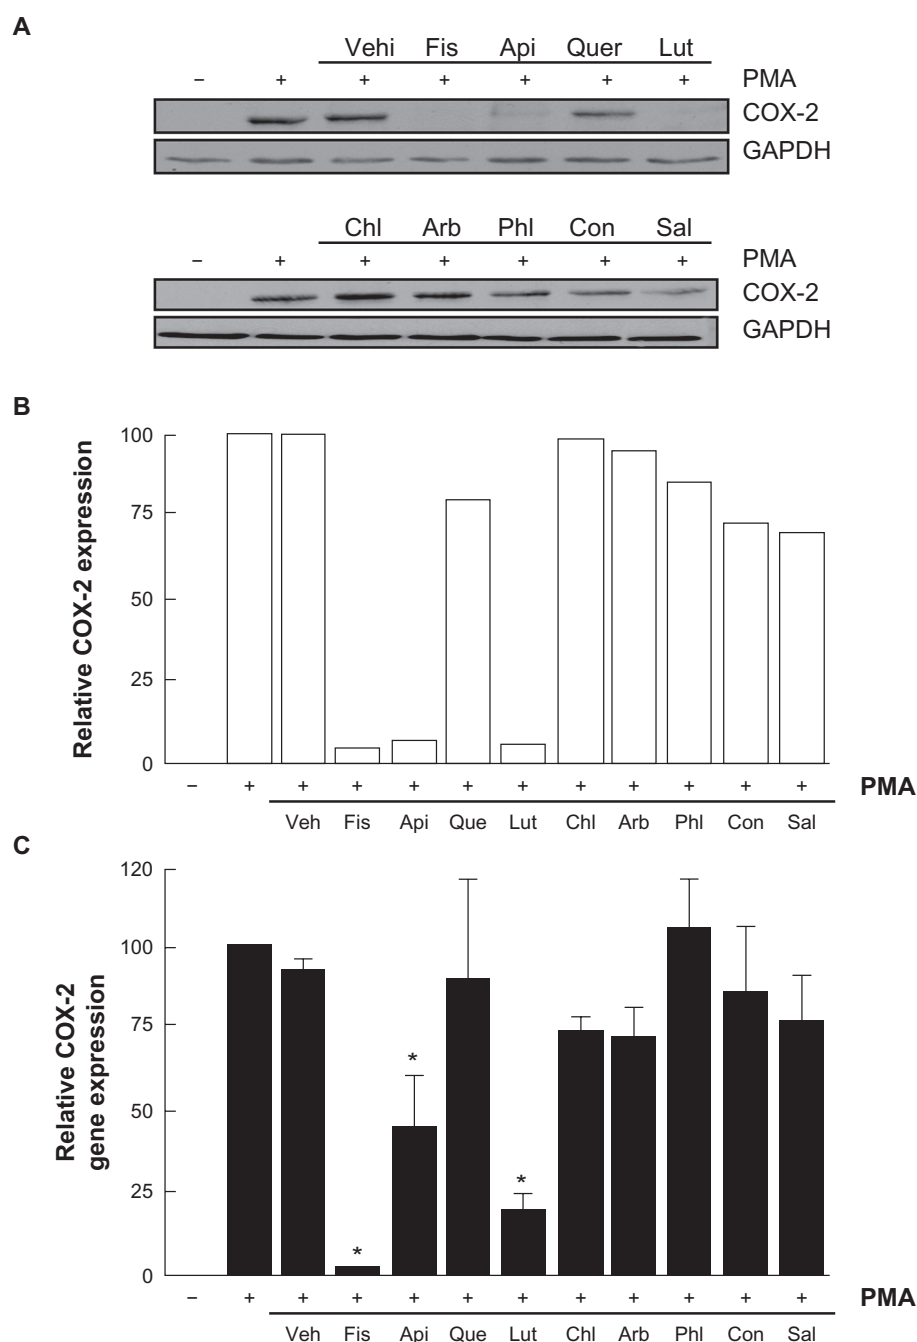 A
Vehi Fis Api Quer Lut
− + + + + + + PMA
COX-2
GAPDH
Chl Arb Phl Con Sal
− + + + + + + PMA
COX-2
GAPDH
B
Relative COX-2 expression
100
75
50
25
0
− + + + + + + + + + + + PMA
Veh Fis Api Que Lut Chl Arb Phl Con Sal
C
Relative COX-2
gene expression
120
100
75
50
25
0
* * *
− + + + + + + + + + + + PMA
Veh Fis Api Que Lut Chl Arb Phl Con Sal